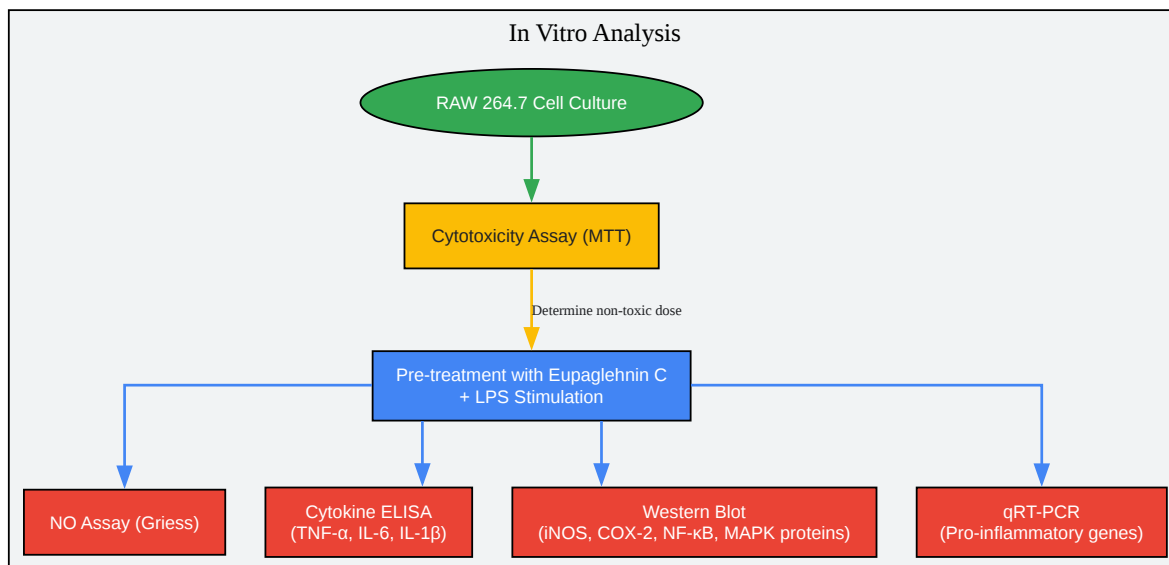 In Vitro Analysis
RAW 264.7 Cell Culture
Cytotoxicity Assay (MTT)
Determine non-toxic dose
Pre-treatment with Eupaglehnin C
+ LPS Stimulation
NO Assay (Griess)
Cytokine ELISA
(TNF-α, IL-6, IL-1β)
Western Blot
(iNOS, COX-2, NF-κB, MAPK proteins)
qRT-PCR
(Pro-inflammatory genes)